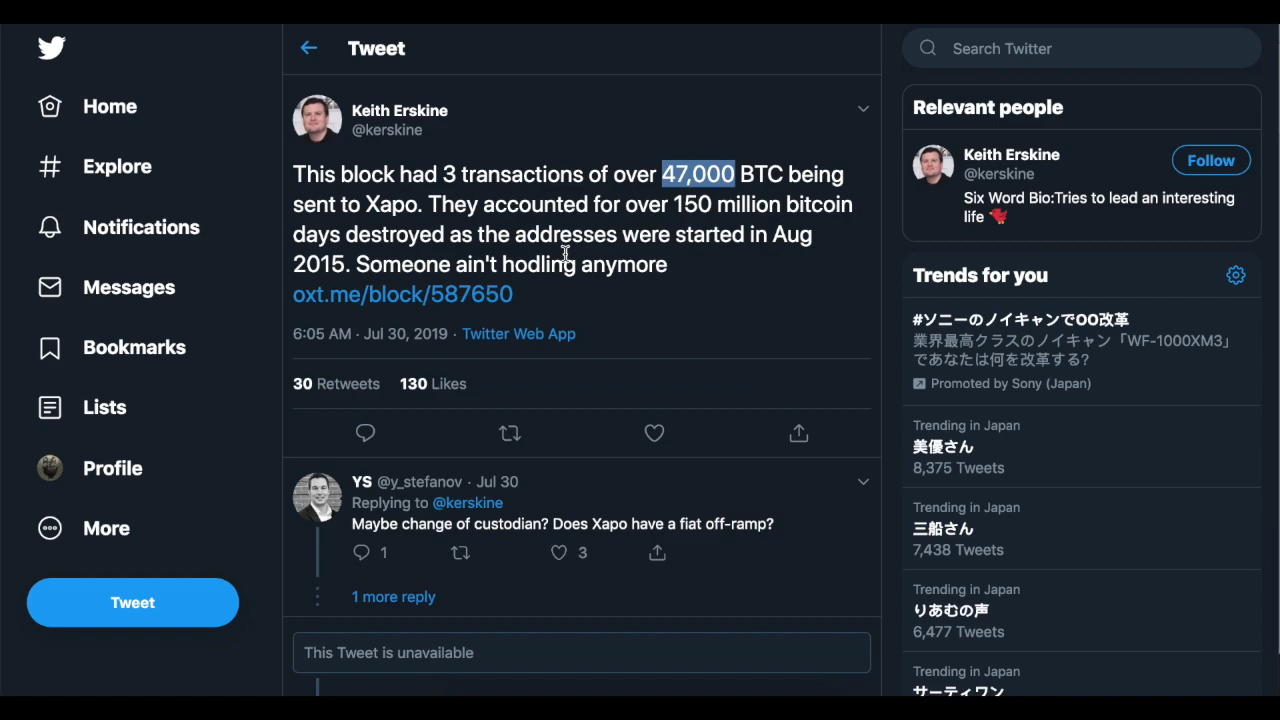 Home
Explore
Notifications
Messages
Bookmarks
Lists
Profile
More
Tweet
Tweet
Keith Erskine
@kerskine
This block had 3 transactions of over 47,000 BTC being
sent to Xapo. They accounted for over 150 million bitcoin
days destroyed as the addresses were started in Aug
2015. Someone ain't hodling anymore
oxt.me/block/587650
6:05 AM · Jul 30, 2019 · Twitter Web App
30 Retweets 130 Likes
YS @y_stefanov · Jul 30
Replying to @kerskine
Maybe change of custodian? Does Xapo have a fiat off-ramp?
1 3
1 more reply
This Tweet is unavailable
Search Twitter
Relevant people
Keith Erskine
@kerskine
Follow
Six Word Bio:Tries to lead an interesting
life
Trends for you
#ソニーのノイキャンで〇〇改革
業界最高クラスのノイキャン「WF-1000XM3」
であなたは何を改革する?
Promoted by Sony (Japan)
Trending in Japan
美優さん
8,375 Tweets
Trending in Japan
三船さん
7,438 Tweets
Trending in Japan
りあむの声
6,477 Tweets
Trending in Japan
サーティワン